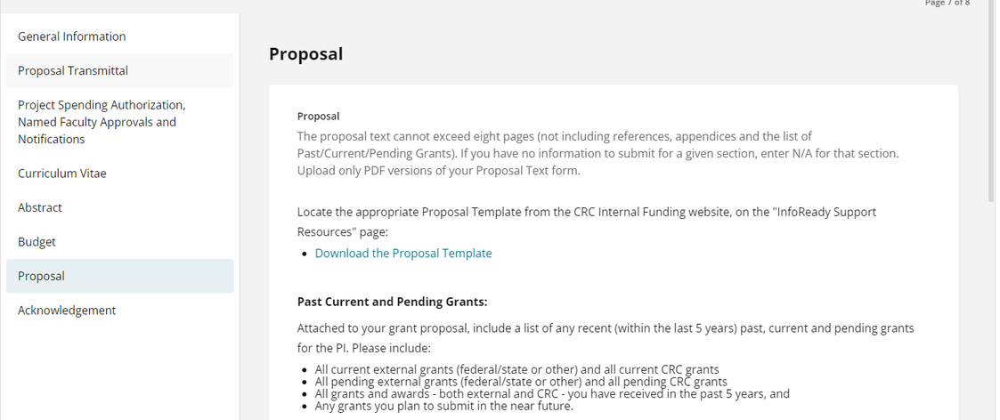 Page 7 of 8
General Information
Proposal Transmittal
Project Spending Authorization,
Named Faculty Approvals and
Notifications
Curriculum Vitae
Abstract
Budget
Proposal
Acknowledgement
Proposal
Proposal
The proposal text cannot exceed eight pages (not including references, appendices and the list of
Past/Current/Pending Grants). If you have no information to submit for a given section, enter N/A for that section.
Upload only PDF versions of your Proposal Text form.
Locate the appropriate Proposal Template from the CRC Internal Funding website, on the "InfoReady Support
Resources" page:
• Download the Proposal Template
Past Current and Pending Grants:
Attached to your grant proposal, include a list of any recent (within the last 5 years) past, current and pending grants
for the PI. Please include:
• All current external grants (federal/state or other) and all current CRC grants
• All pending external grants (federal/state or other) and all pending CRC grants
• All grants and awards - both external and CRC - you have received in the past 5 years, and
• Any grants you plan to submit in the near future.